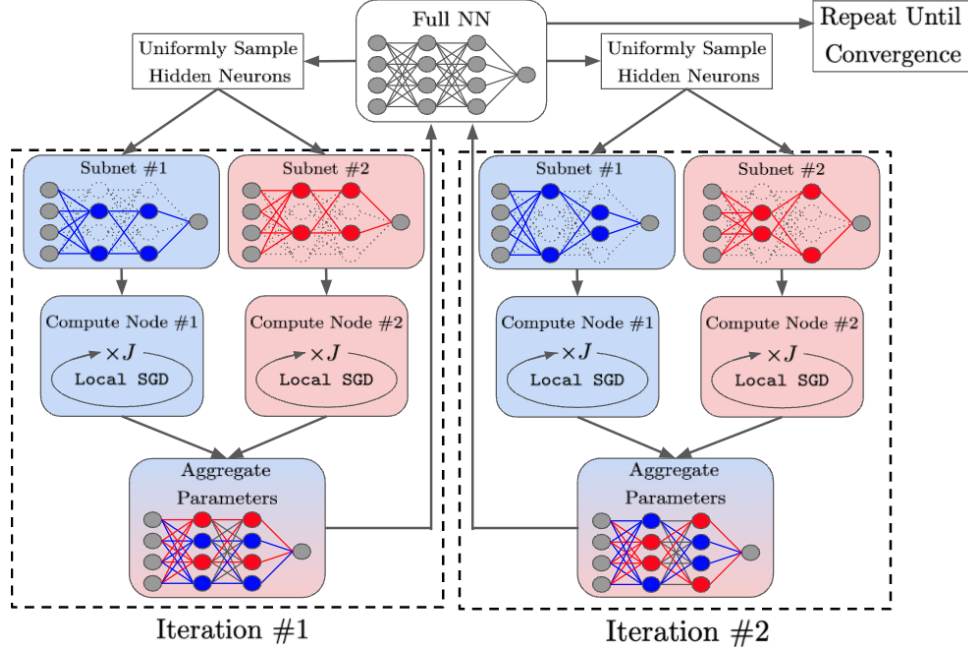 Full NN
Repeat Until
Convergence
Uniformly Sample
Hidden Neurons
Uniformly Sample
Hidden Neurons
Subnet #1
Subnet #2
Compute Node #1
×J
Local SGD
Compute Node #2
×J
Local SGD
Aggregate
Parameters
Iteration #1
Subnet #1
Subnet #2
Compute Node #1
×J
Local SGD
Compute Node #2
×J
Local SGD
Aggregate
Parameters
Iteration #2